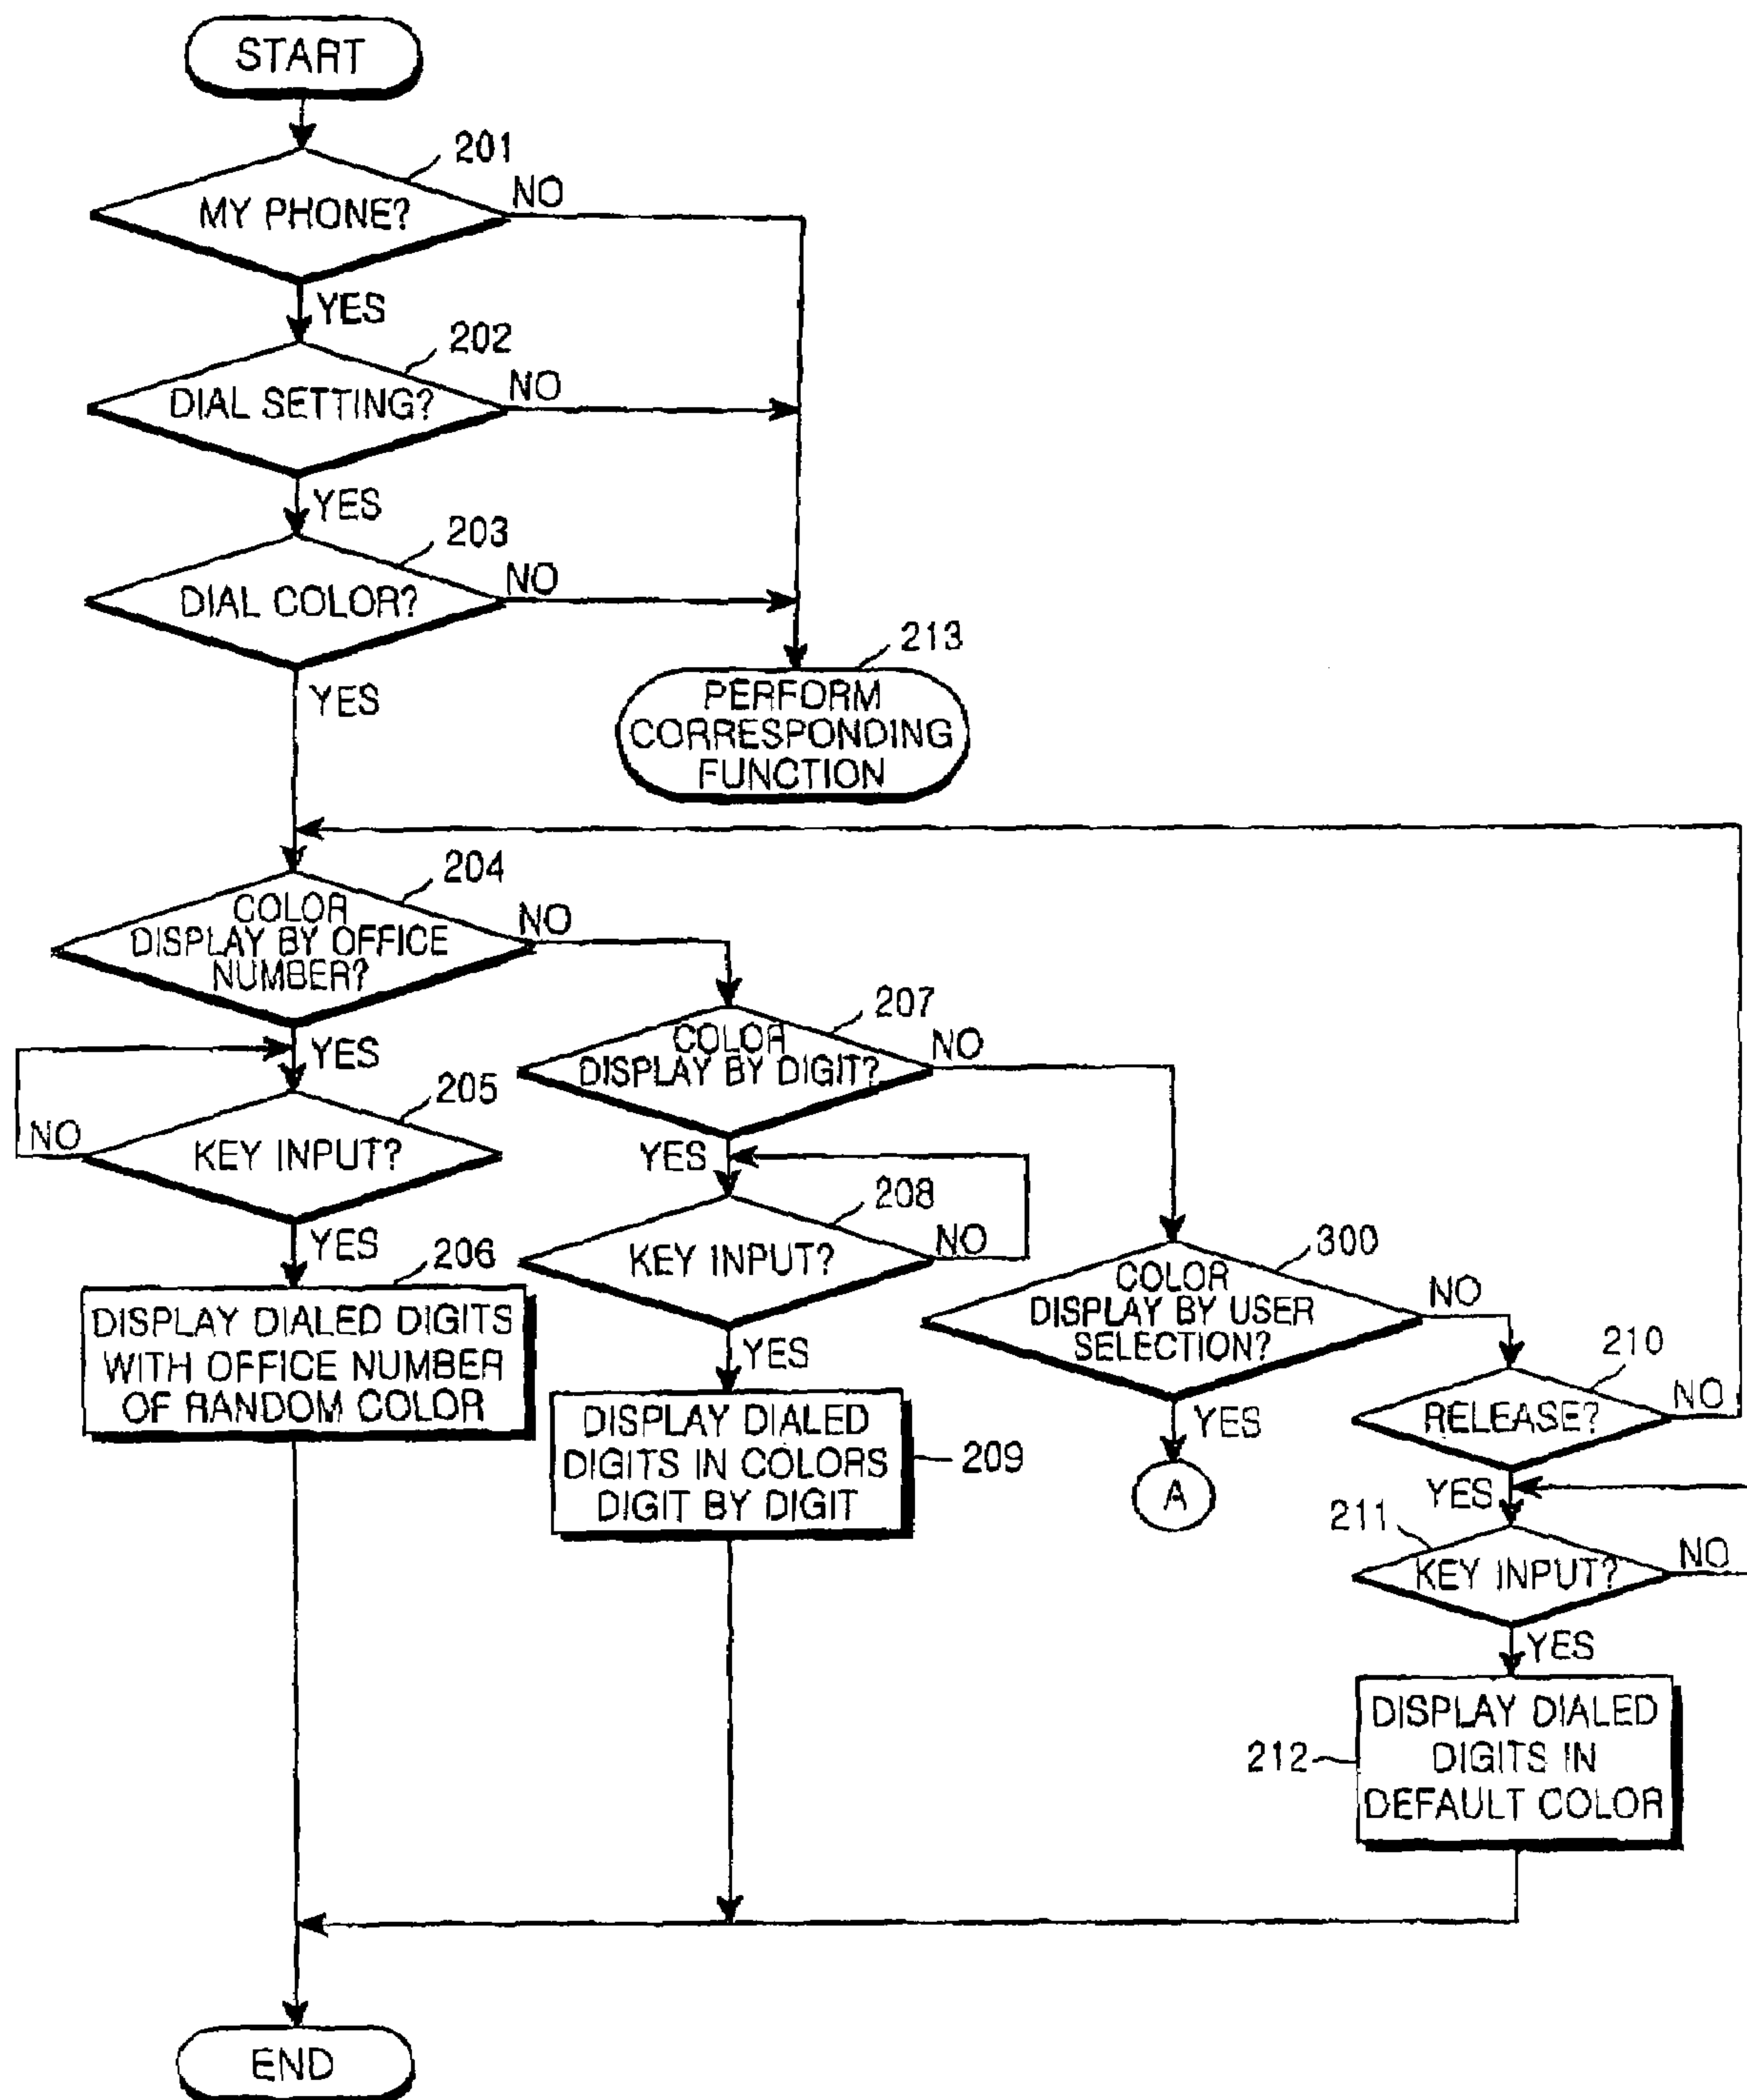 START
201
MY PHONE?
NO
YES
202
DIAL SETTING?
NO
YES
203
DIAL COLOR?
NO
YES
213
PERFORM
CORRESPONDING
FUNCTION
204
COLOR
DISPLAY BY OFFICE
NUMBER?
NO
YES
207
COLOR
DISPLAY BY DIGIT?
NO
YES
205
KEY INPUT?
NO
YES
208
KEY INPUT?
NO
YES
206
DISPLAY DIALED DIGITS
WITH OFFICE NUMBER
OF RANDOM COLOR
300
COLOR
DISPLAY BY USER
SELECTION?
NO
YES
A
209
DISPLAY DIALED
DIGITS IN COLORS
DIGIT BY DIGIT
210
RELEASE?
NO
YES
211
KEY INPUT?
NO
YES
212
DISPLAY DIALED
DIGITS IN
DEFAULT COLOR
END